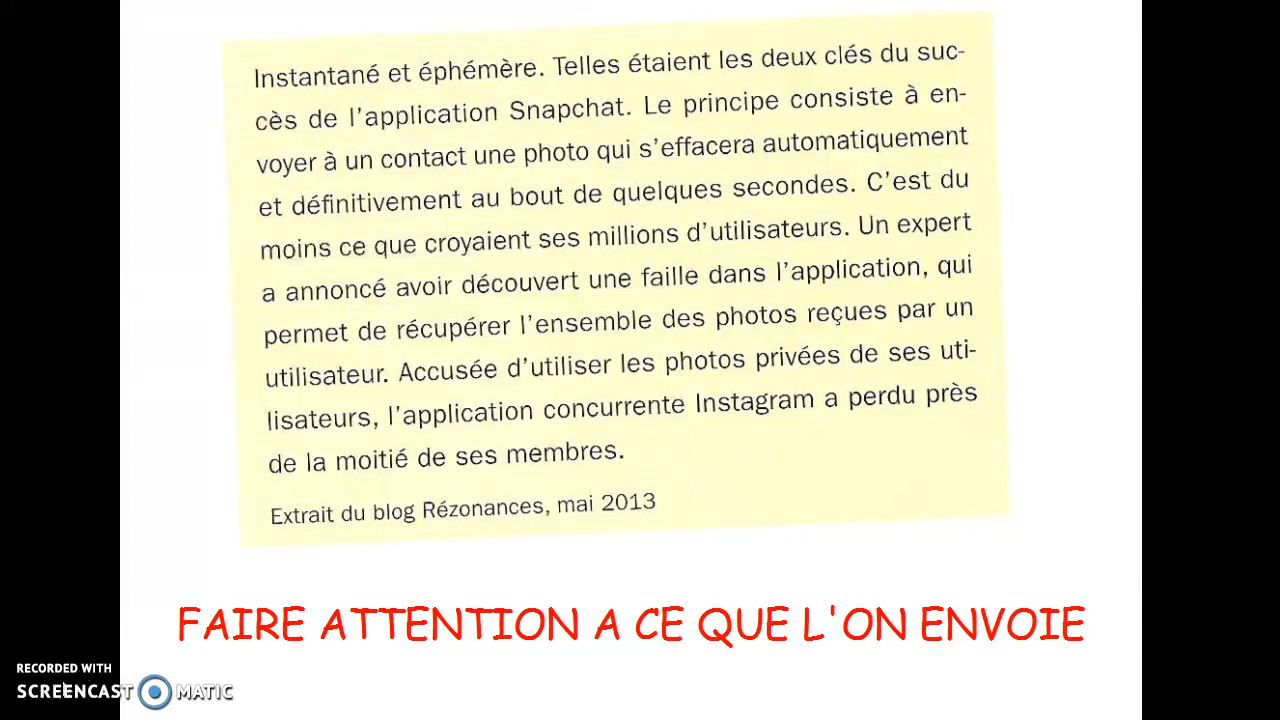 Instantané et éphémère. Telles étaient les deux clés du suc-
cès de l'application Snapchat. Le principe consiste à en-
voyer à un contact une photo qui s'effacera automatiquement
et définitivement au bout de quelques secondes. C'est du
moins ce que croyaient ses millions d'utilisateurs. Un expert
a annoncé avoir découvert une faille dans l'application, qui
permet de récupérer l'ensemble des photos reçues par un
utilisateur. Accusée d'utiliser les photos privées de ses uti-
lisateurs, l'application concurrente Instagram a perdu près
de la moitié de ses membres.
Extrait du blog Rézonances, mai 2013
FAIRE ATTENTION A CE QUE L'ON ENVOIE
RECORDED WITH
SCREENCAST MATIC